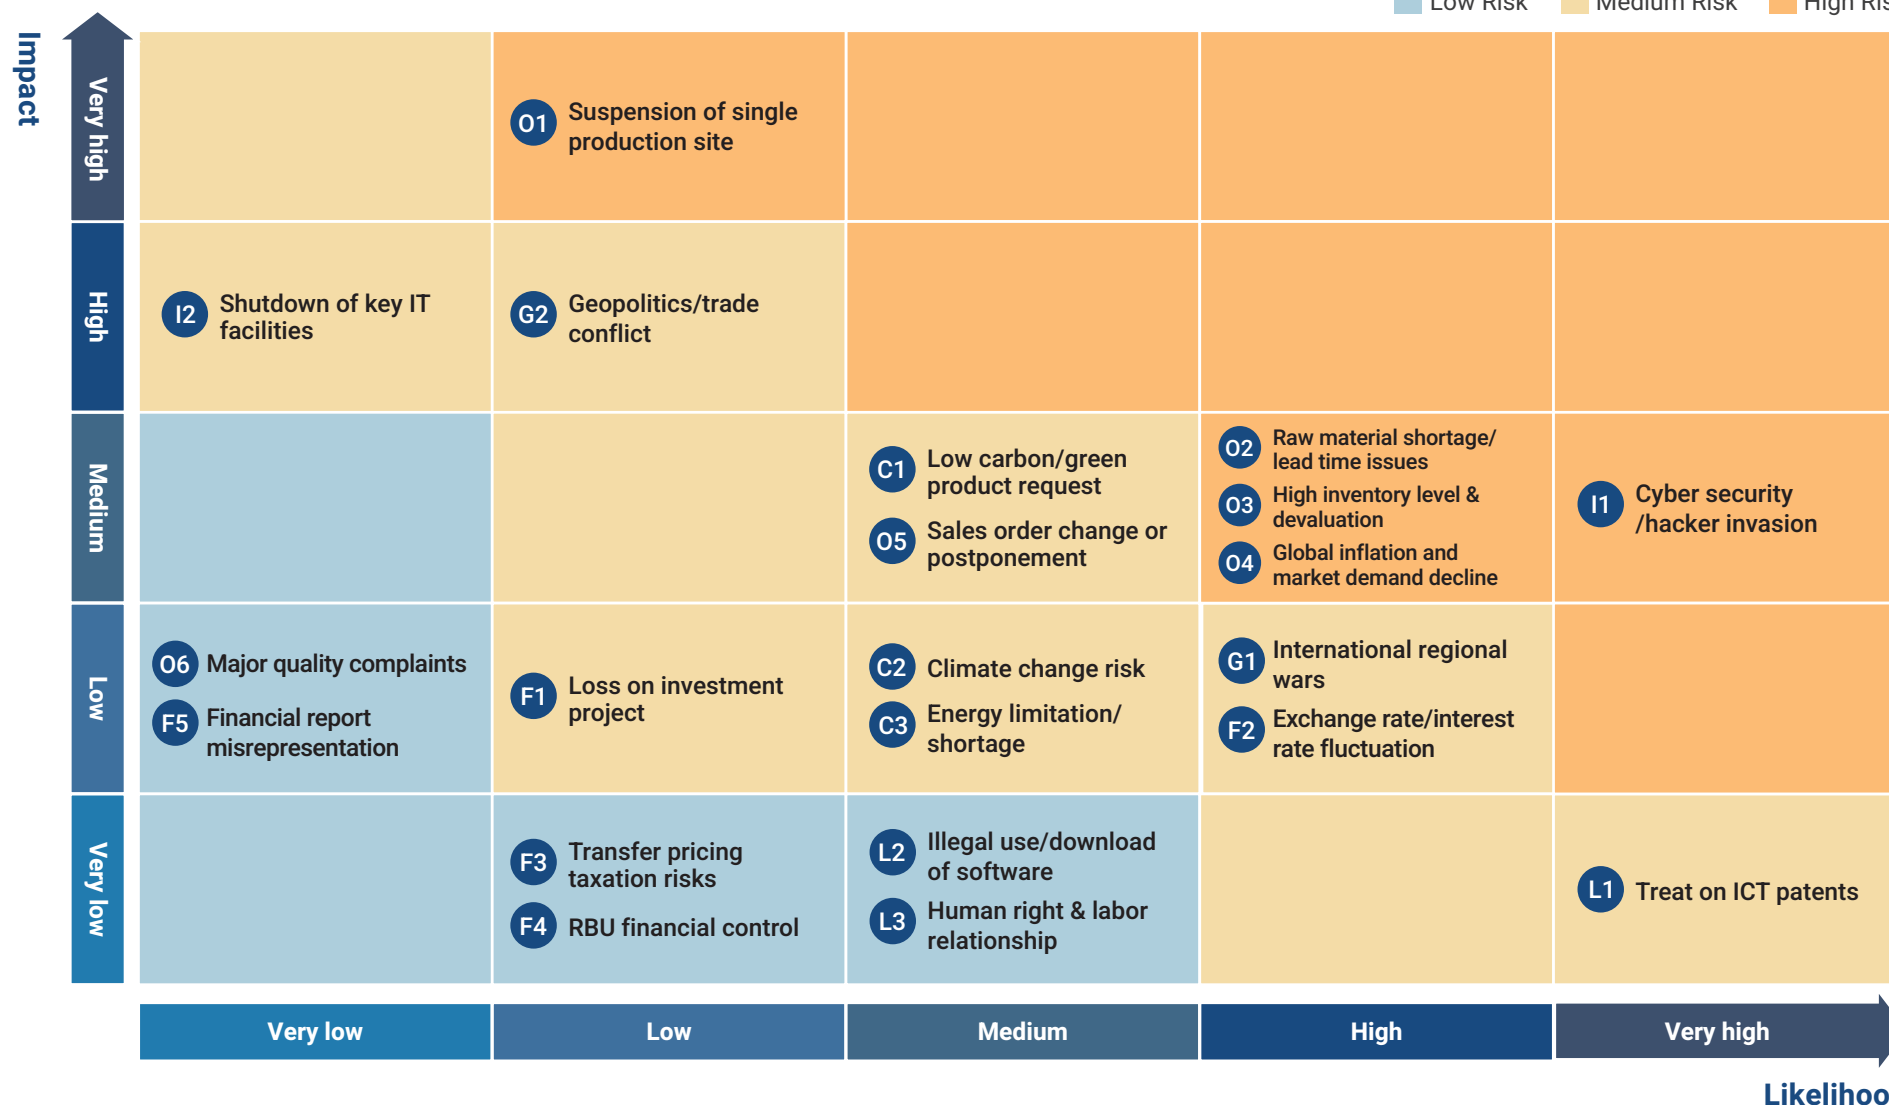 Low Risk
Medium Risk
High Ris
Impact
Very high
O1
Suspension of single
production site
High
I2
Shutdown of key IT
facilities
G2
Geopolitics/trade
conflict
Medium
C1
Low carbon/green
product request
O5
Sales order change or
postponement
O2
Raw material shortage/
lead time issues
O3
High inventory level &
devaluation
O4
Global inflation and
market demand decline
I1
Cyber security
/hacker invasion
Low
O6
Major quality complaints
F5
Financial report
misrepresentation
F1
Loss on investment
project
C2
Climate change risk
C3
Energy limitation/
shortage
G1
International regional
wars
F2
Exchange rate/interest
rate fluctuation
Very low
F3
Transfer pricing
taxation risks
F4
RBU financial control
L2
Illegal use/download
of software
L3
Human right & labor
relationship
L1
Treat on ICT patents
Very low
Low
Medium
High
Very high
Likelihoo